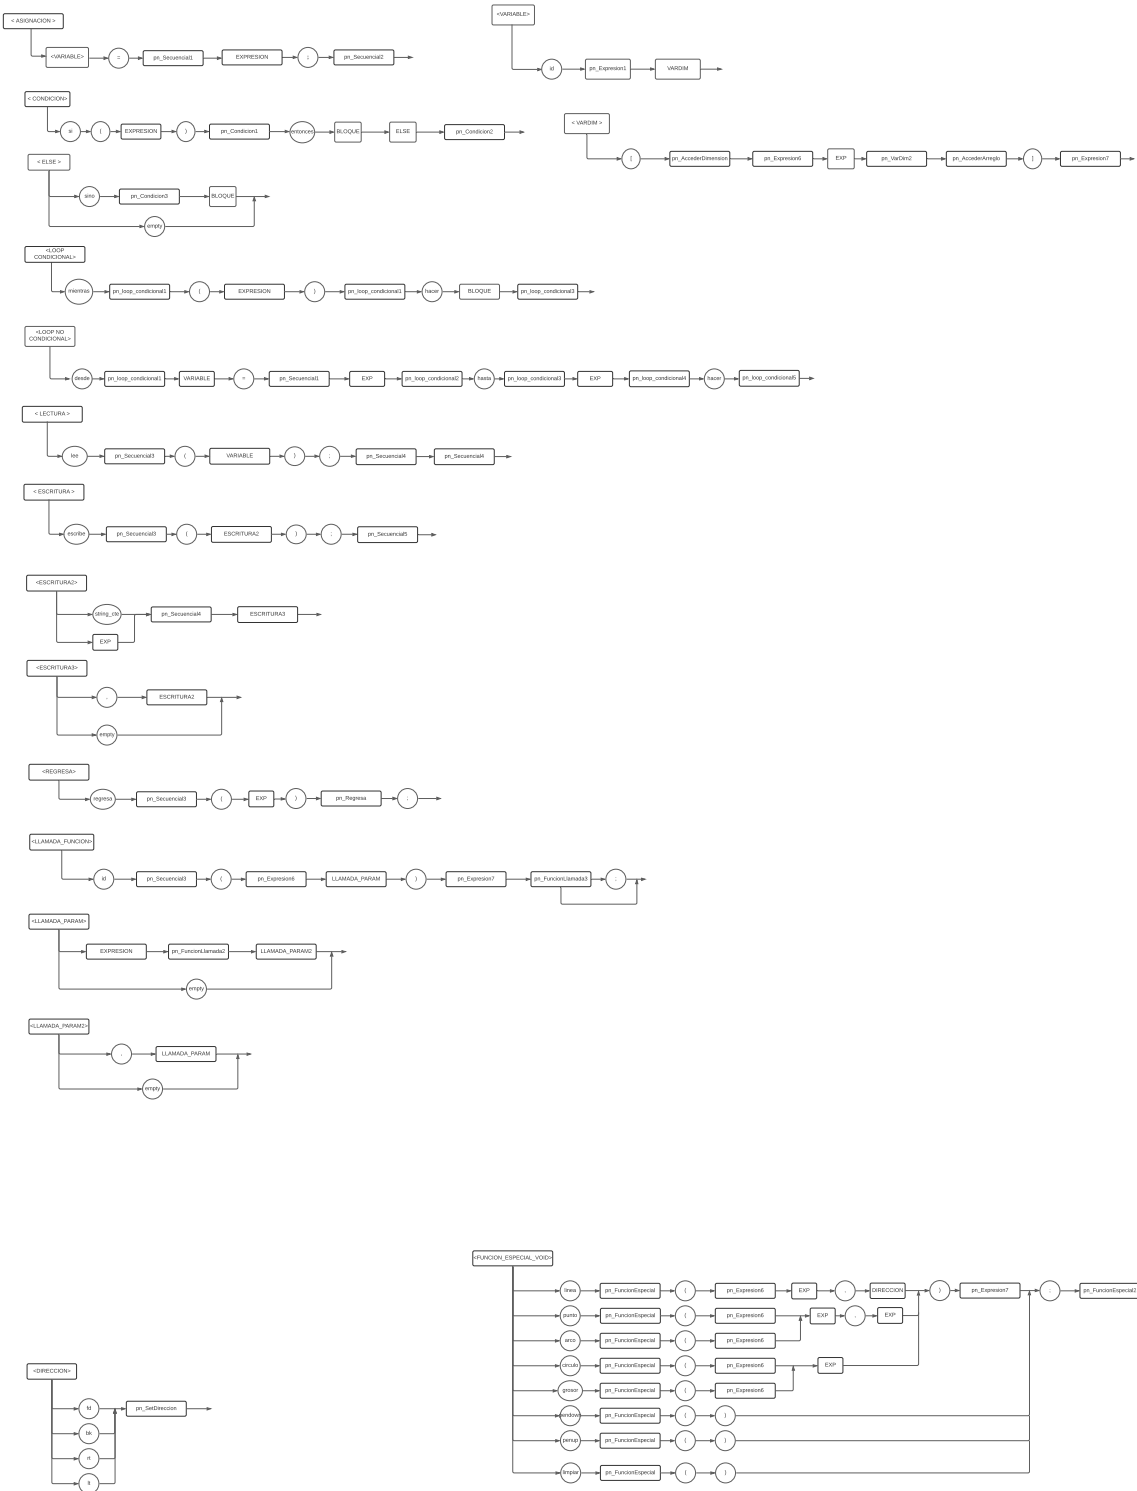 < ASIGNACION >
<VARIABLE> = pn_Secuencial1 EXPRESION ; pn_Secuencial2
<VARIABLE>
id pn_Expresion1 VARDIM
< CONDICION>
si ( EXPRESION ) pn_Condicion1 entonces BLOQUE ELSE pn_Condicion2
< VARDIM >
[ pn_AccederDimension pn_Expresion6 EXP pn_VarDim2 pn_AccederArreglo ] pn_Expresion7
< ELSE >
sino pn_Condicion3 BLOQUE
empty
<LOOP
CONDICIONAL>
mientras pn_loop_condicional1 ( EXPRESION ) pn_loop_condicional1 hacer BLOQUE pn_loop_condicional3
<LOOP NO
CONDICIONAL>
desde pn_loop_condicional1 VARIABLE = pn_Secuencial1 EXP pn_loop_condicional2 hasta pn_loop_condicional3 EXP pn_loop_condicional4 hacer pn_loop_condicional5
< LECTURA >
lee pn_Secuencial3 ( VARIABLE ) ; pn_Secuencial4 pn_Secuencial4
< ESCRITURA >
escribe pn_Secuencial3 ( ESCRITURA2 ) ; pn_Secuencial5
<ESCRITURA2>
string_cte pn_Secuencial4 ESCRITURA3
EXP
<ESCRITURA3>
, ESCRITURA2
empty
<REGRESA>
regresa pn_Secuencial3 ( EXP ) pn_Regresa ;
<LLAMADA_FUNCION>
id pn_Secuencial3 ( pn_Expresion6 LLAMADA_PARAM ) pn_Expresion7 pn_FuncionLlamada3 ;
<LLAMADA_PARAM>
EXPRESION pn_FuncionLlamada2 LLAMADA_PARAM2
empty
<LLAMADA_PARAM2>
, LLAMADA_PARAM
empty
<FUNCION_ESPECIAL_VOID>
linea pn_FuncionEspecial ( pn_Expresion6 EXP , DIRECCION ) pn_Expresion7 ; pn_FuncionEspecial2
punto pn_FuncionEspecial ( pn_Expresion6 EXP , EXP
arco pn_FuncionEspecial ( pn_Expresion6
circulo pn_FuncionEspecial ( pn_Expresion6 EXP
grosor pn_FuncionEspecial ( pn_Expresion6
pendown pn_FuncionEspecial ( )
penup pn_FuncionEspecial ( )
limpiar pn_FuncionEspecial ( )
<DIRECCION>
fd pn_SetDireccion
bk
rt
lt